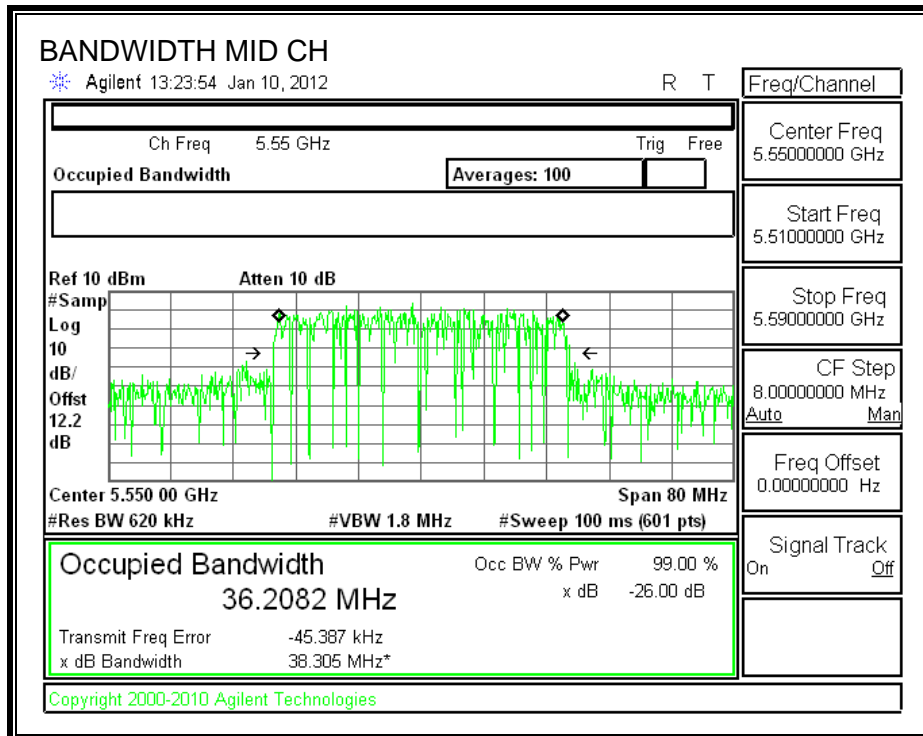 BANDWIDTH MID CH
Agilent 13:23:54 Jan 10, 2012 R T
Freq/Channel
Ch Freq 5.55 GHz Trig Free
Occupied Bandwidth Averages: 100
Center Freq
5.55000000 GHz
Start Freq
5.51000000 GHz
Stop Freq
5.59000000 GHz
CF Step
8.00000000 MHz
Auto Man
Freq Offset
0.00000000 Hz
Signal Track
On Off
Ref 10 dBm Atten 10 dB
#Samp
Log
10
dB/
Offst
12.2
dB
Center 5.550 00 GHz Span 80 MHz
#Res BW 620 kHz #VBW 1.8 MHz #Sweep 100 ms (601 pts)
Occupied Bandwidth Occ BW % Pwr 99.00 %
36.2082 MHz x dB -26.00 dB
Transmit Freq Error -45.387 kHz
x dB Bandwidth 38.305 MHz*
Copyright 2000-2010 Agilent Technologies